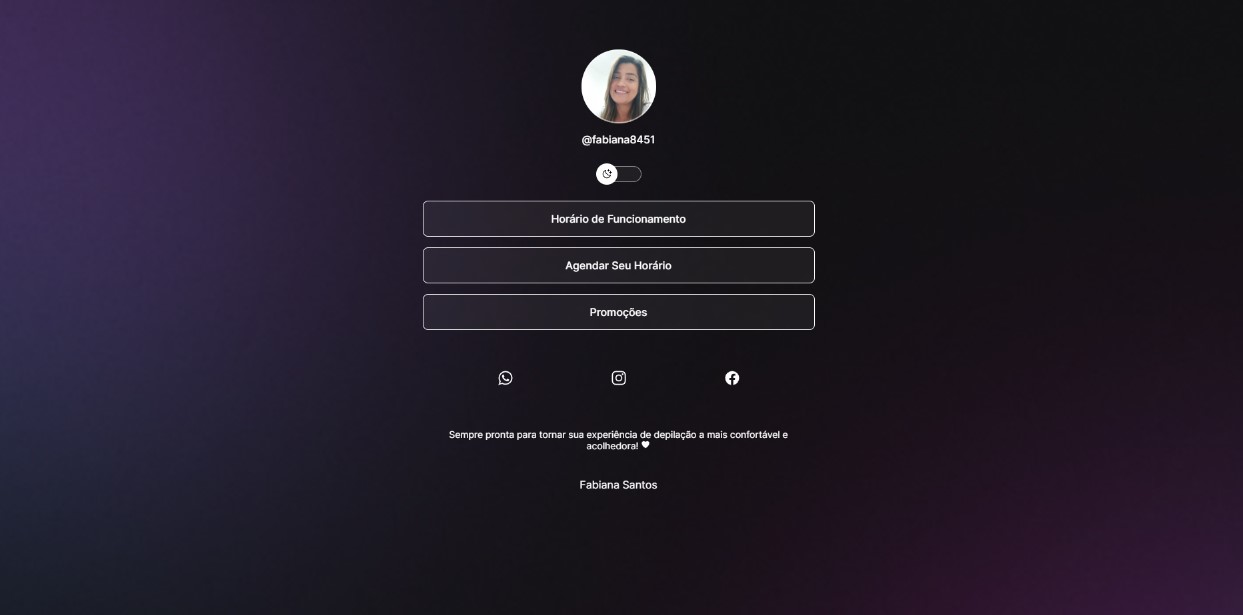 @fabiana8451
Horário de Funcionamento
Agendar Seu Horário
Promoções
Sempre pronta para tornar sua experiência de depilação a mais confortável e
acolhedora! 🖤
Fabiana Santos